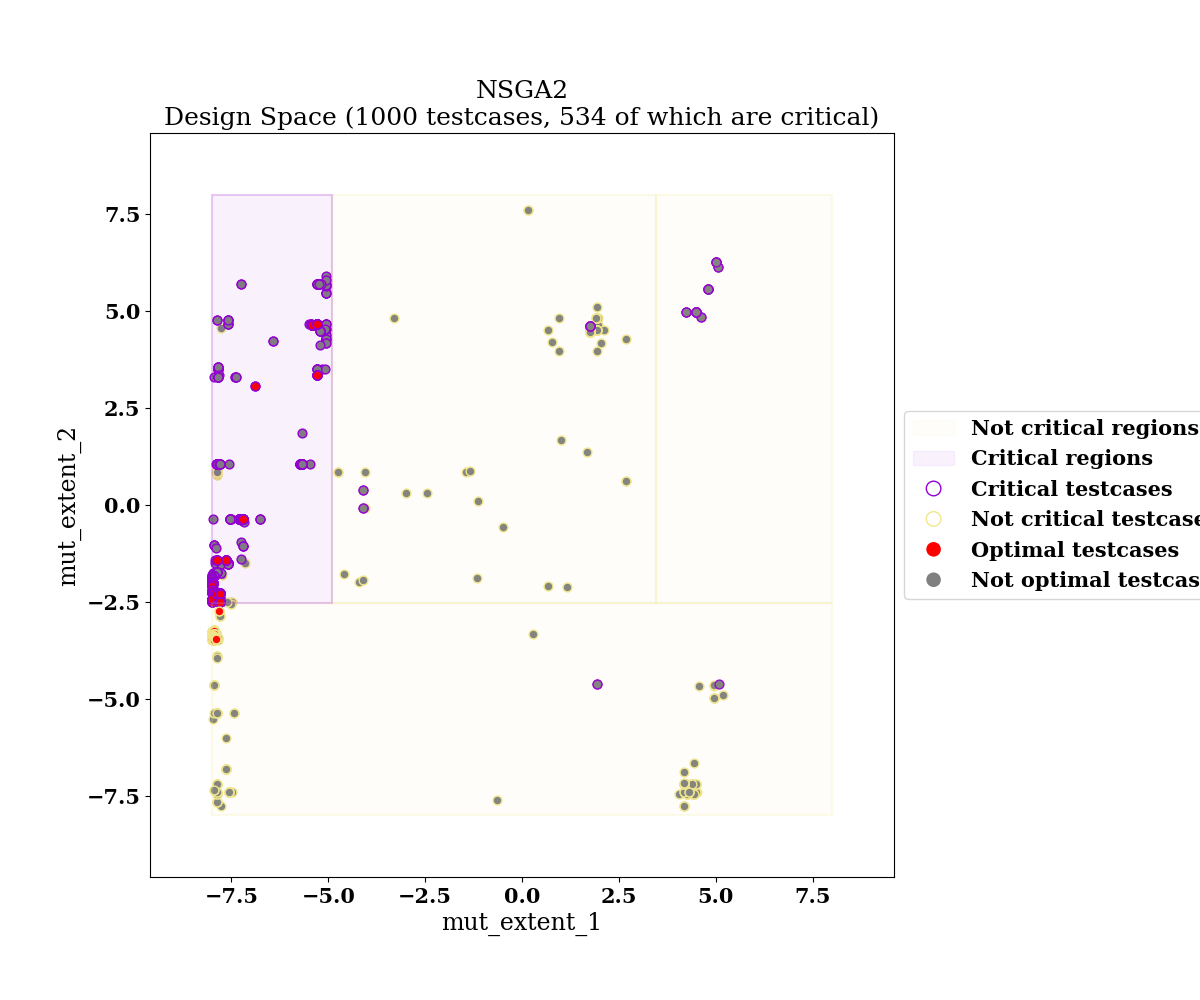 NSGA2
Design Space (1000 testcases, 534 of which are critical)
mut_extent_2
7.5
5.0
2.5
0.0
−2.5
−5.0
−7.5
−7.5 −5.0 −2.5 0.0 2.5 5.0 7.5
mut_extent_1
Not critical regions
Critical regions
Critical testcases
Not critical testcase
Optimal testcases
Not optimal testcas